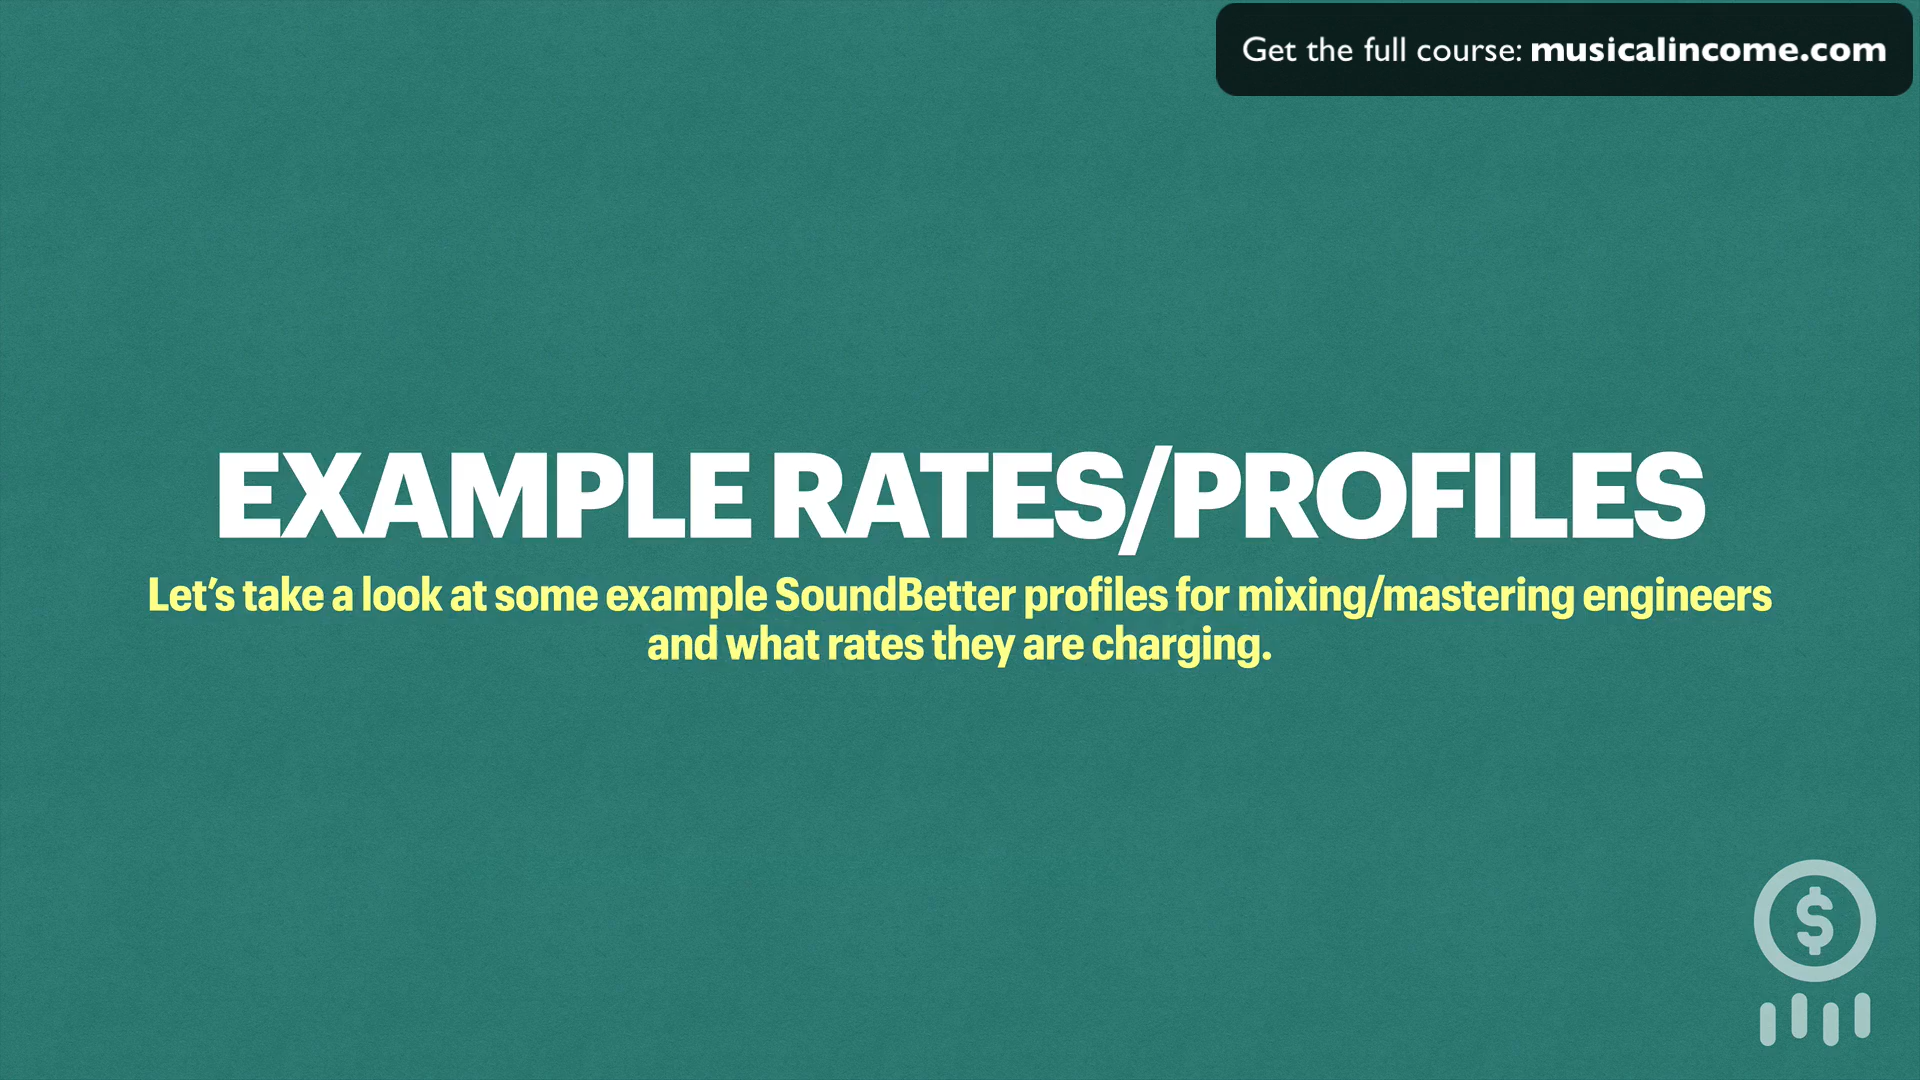 Get the full course: musicalincome.com
EXAMPLE RATES/PROFILES
Let’s take a look at some example SoundBetter profiles for mixing/mastering engineers
and what rates they are charging.
$